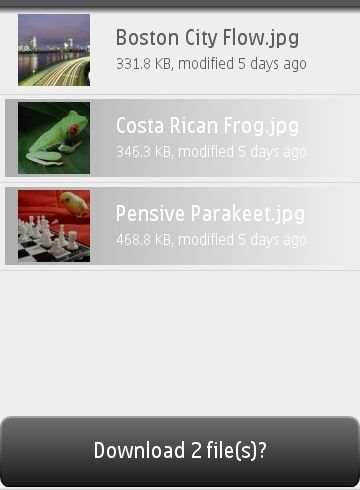 Boston City Flow.jpg
331.8 KB, modified 5 days ago
Costa Rican Frog.jpg
346.3 KB, modified 5 days ago
Pensive Parakeet.jpg
468.8 KB, modified 5 days ago
Download 2 file(s)?